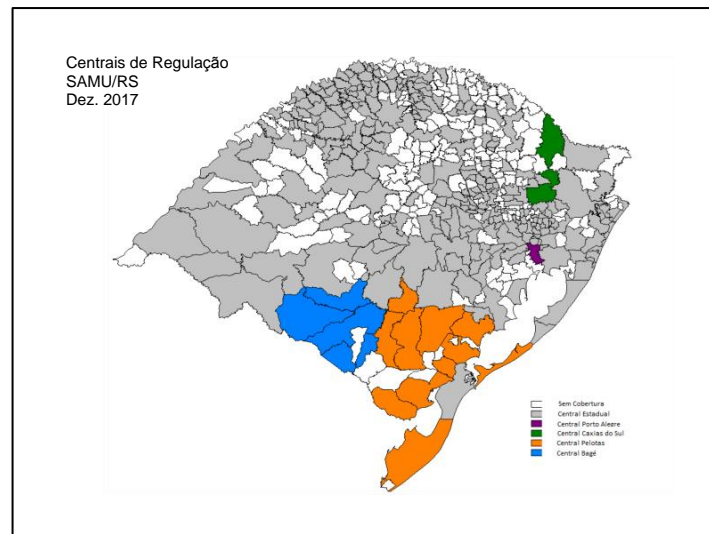 Centrais de Regulação
SAMU/RS
Dez. 2017
Sem Cobertura
Central Estadual
Central Porto Alegre
Central Caxias do Sul
Central Pelotas
Central Bagé